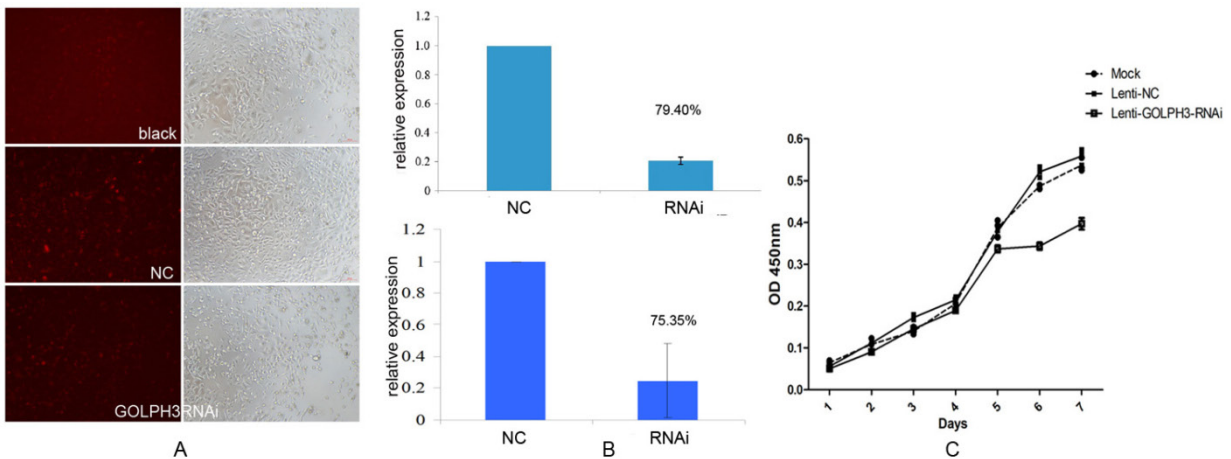 black
NC
GOLPH3RNAi
A
relative expression
1.2
1.0
0.8
0.6
0.4
0.2
0
79.40%
NC
RNAi
relative expression
1.2
1
0.8
0.6
0.4
0.2
0
75.35%
NC
RNAi
B
Mock
Lenti-NC
Lenti-GOLPH3-RNAi
OD 450nm
0.6
0.5
0.4
0.3
0.2
0.1
0.0
1 2 3 4 5 6 7
Days
C